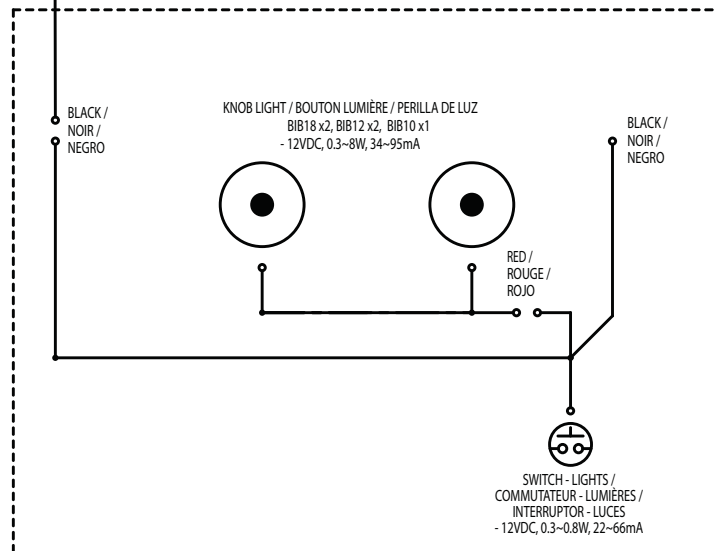 BLACK /
NOIR /
NEGRO
KNOB LIGHT / BOUTON LUMIÈRE / PERILLA DE LUZ
BIB18 x2, BIB12 x2, BIB10 x1
- 12VDC, 0.3~8W, 34~95mA
BLACK /
NOIR /
NEGRO
RED /
ROUGE /
ROJO
SWITCH - LIGHTS /
COMMUTATEUR - LUMIÈRES /
INTERRUPTOR - LUCES
- 12VDC, 0.3~0.8W, 22~66mA